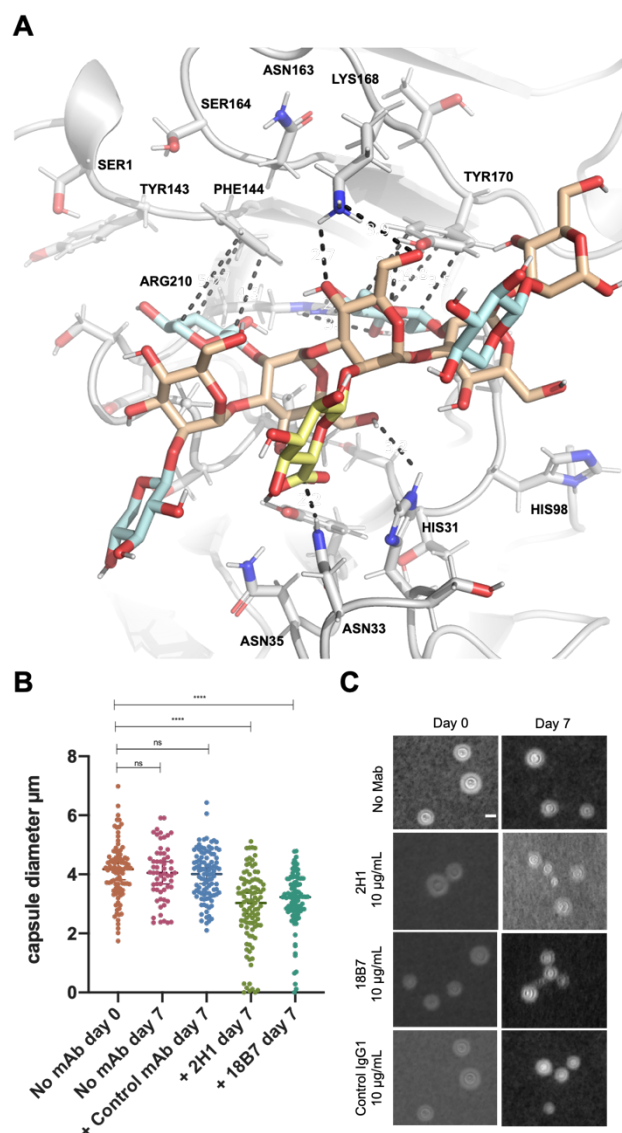 A
ASN163
LYS168
SER164
SER1
TYR170
TYR143
PHE144
ARG210
HIS31
HIS98
ASN35
ASN33
B
****
****
ns
ns
capsule diameter μm
8
6
4
2
0
No mAb day 0
No mAb day 7
+ Control mAb day 7
+ 2H1 day 7
+ 18B7 day 7
C
Day 0
Day 7
No Mab
2H1
10 μg/mL
18B7
10 μg/mL
Control IgG1
10 μg/mL